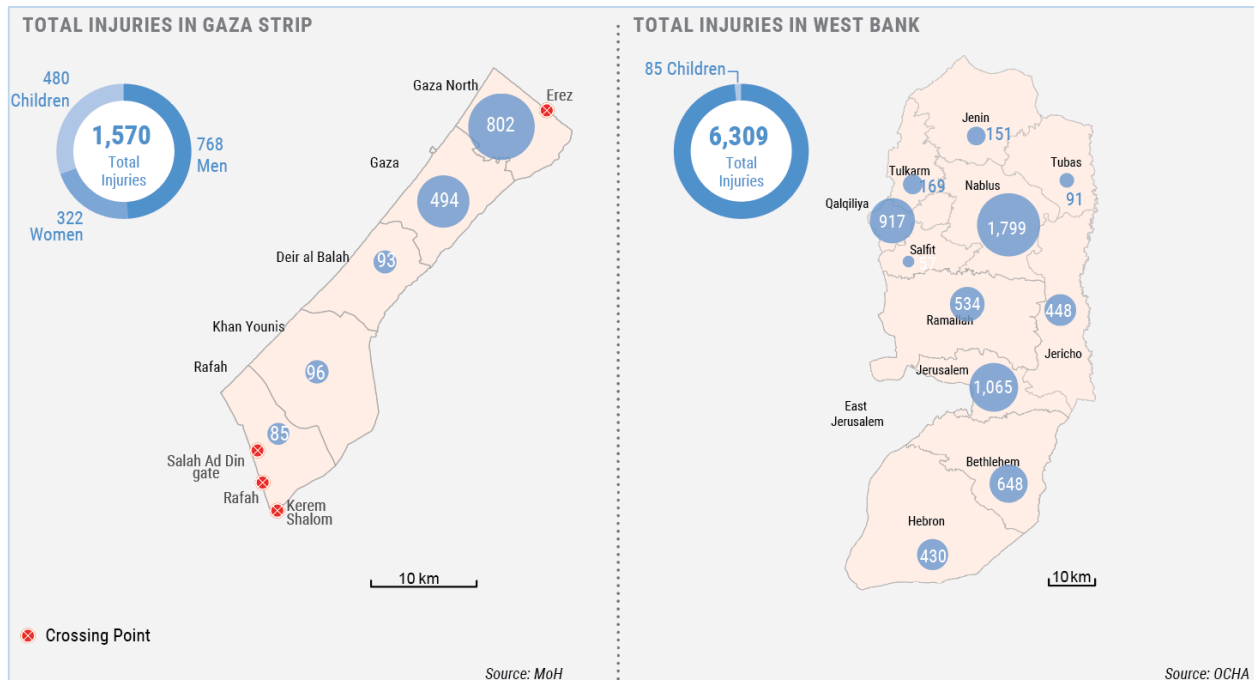 TOTAL INJURIES IN GAZA STRIP
480
Children
1,570
Total
Injuries
768
Men
322
Women
Gaza North
802
Erez
Gaza
494
Deir al Balah
93
Khan Younis
96
Rafah
85
Salah Ad Din
gate
Rafah
Kerem
Shalom
10 km
Crossing Point
Source: MoH
TOTAL INJURIES IN WEST BANK
85 Children
6,309
Total
Injuries
Jenin
151
Tubas
91
Tulkarm
169
Nablus
1,799
Qalqiliya
917
Salfit
534
Ramallah
448
Jericho
Jerusalem
1,065
East
Jerusalem
Bethlehem
648
Hebron
430
10 km
Source: OCHA